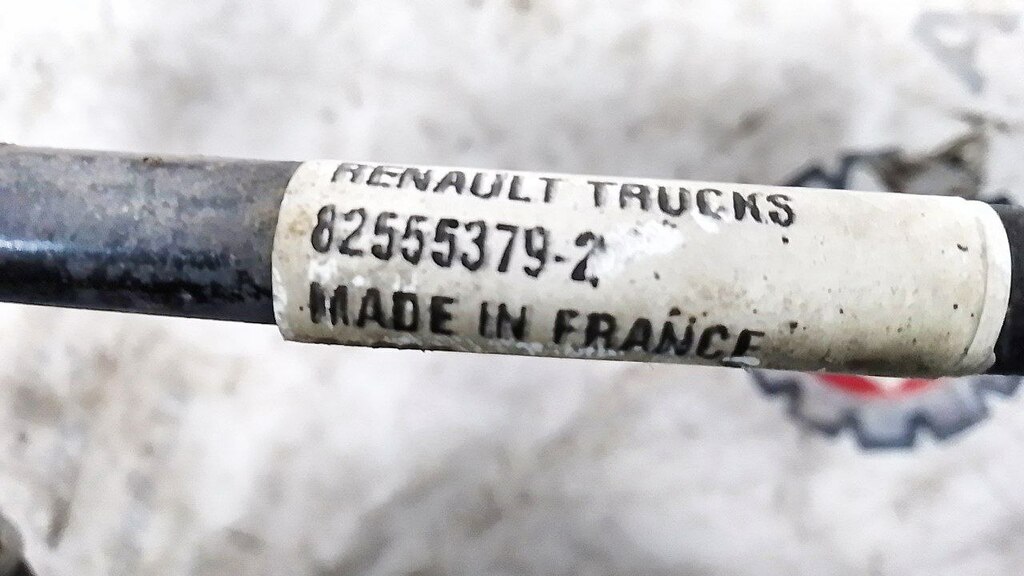 RENAULT TRUCKS
82555379-2
MADE IN FRANCE